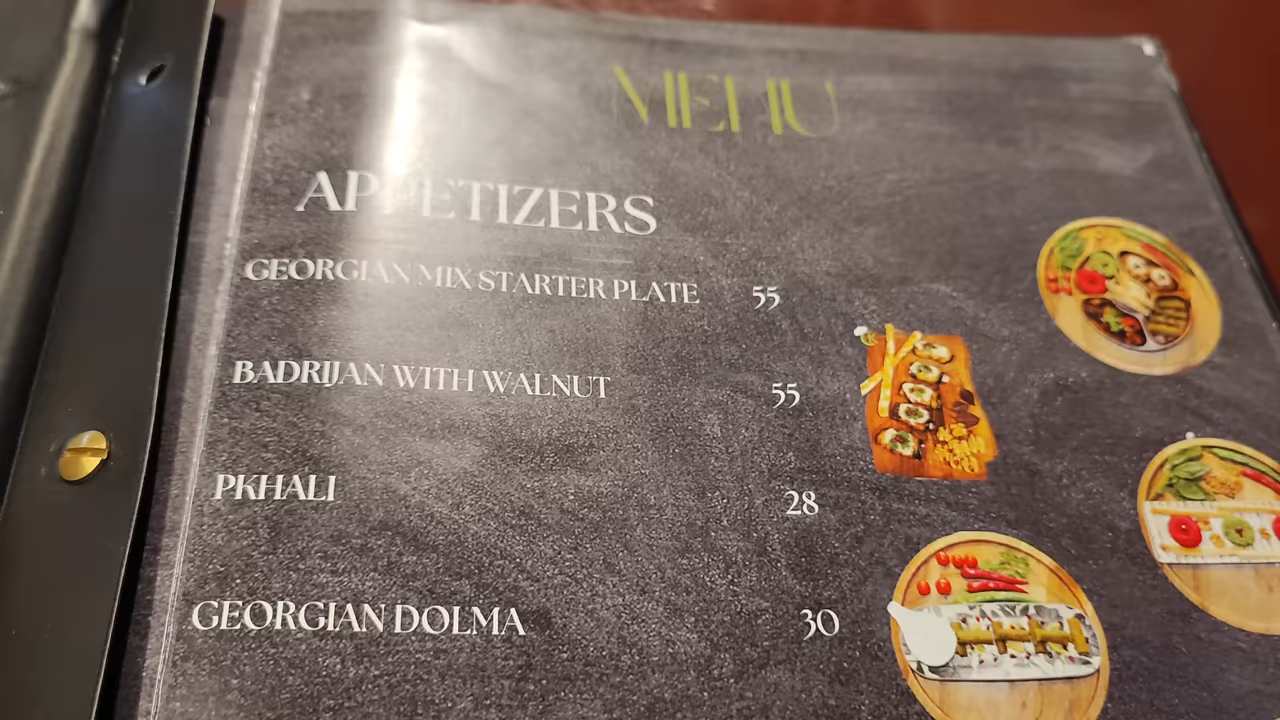 MENU
APPETIZERS
GEORGIAN MIX STARTER PLATE 55
BADRIJAN WITH WALNUT 55
PKHALI 28
GEORGIAN DOLMA 30